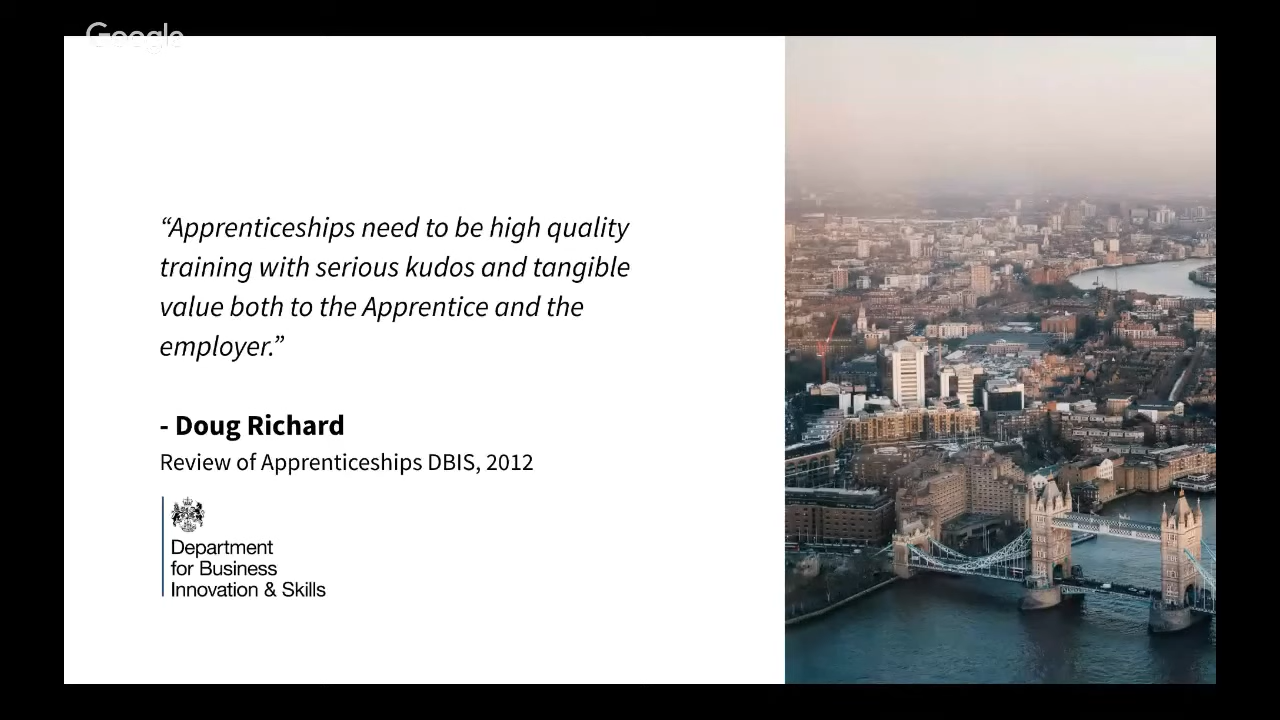 Google
“Apprenticeships need to be high quality
training with serious kudos and tangible
value both to the Apprentice and the
employer.”
- Doug Richard
Review of Apprenticeships DBIS, 2012
Department
for Business
Innovation & Skills